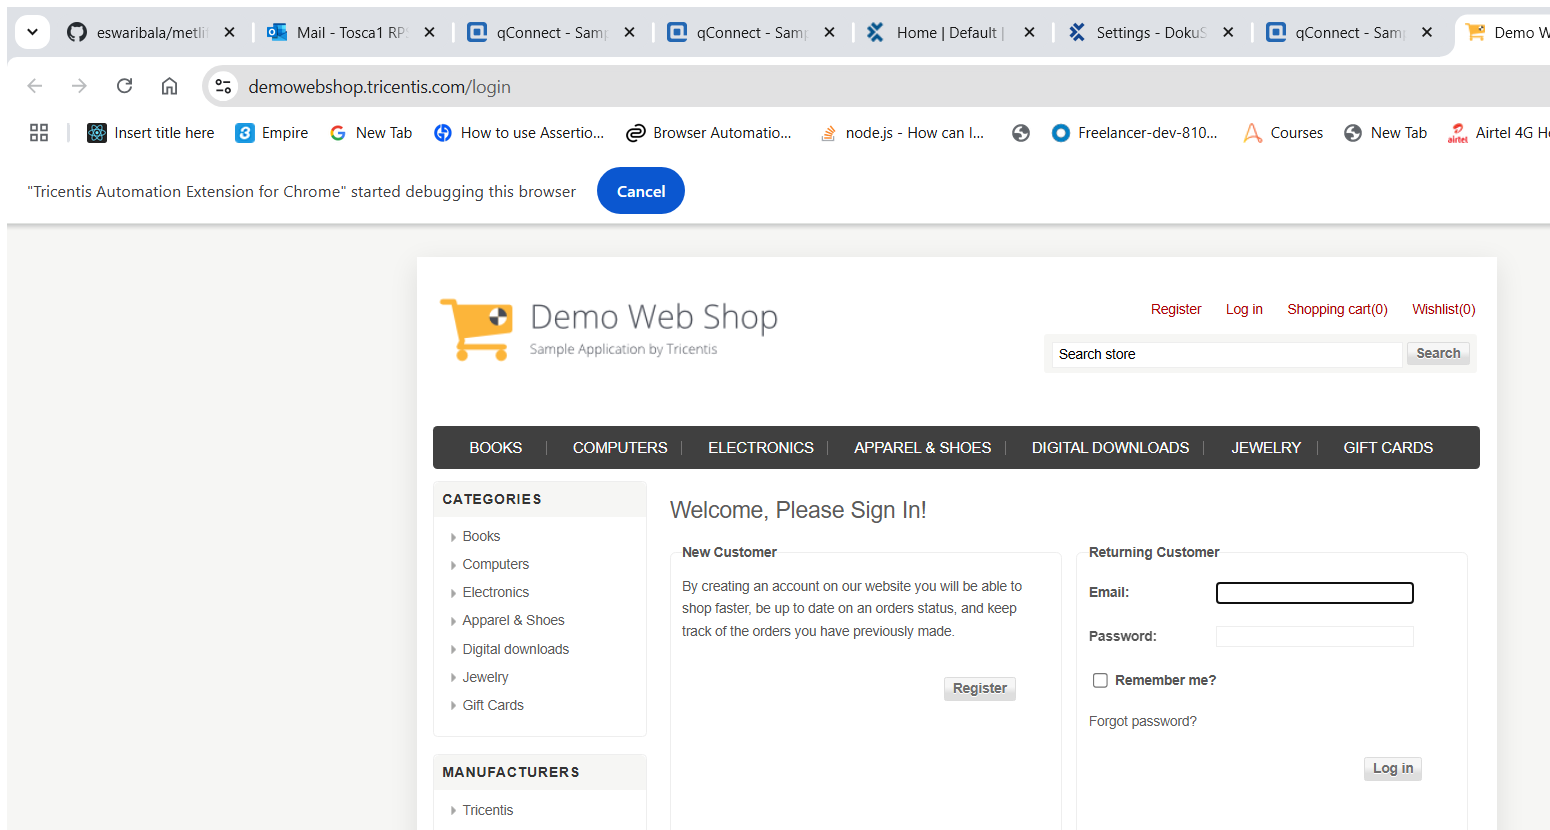 eswaribala/metli
Mail - Tosca1 RPS
qConnect - Samp
qConnect - Samp
Home | Default |
Settings - DokuS
qConnect - Samp
Demo W
demowebshop.tricentis.com/login
Insert title here
Empire
New Tab
How to use Assertio...
Browser Automatio...
node.js - How can I...
Freelancer-dev-810...
Courses
New Tab
airtel
Airtel 4G Ho
"Tricentis Automation Extension for Chrome" started debugging this browser
Cancel
Demo Web Shop
Sample Application by Tricentis
Register
Log in
Shopping cart(0)
Wishlist(0)
Search store
Search
BOOKS
COMPUTERS
ELECTRONICS
APPAREL & SHOES
DIGITAL DOWNLOADS
JEWELRY
GIFT CARDS
CATEGORIES
Books
Computers
Electronics
Apparel & Shoes
Digital downloads
Jewelry
Gift Cards
MANUFACTURERS
Tricentis
Welcome, Please Sign In!
New Customer
By creating an account on our website you will be able to
shop faster, be up to date on an orders status, and keep
track of the orders you have previously made.
Register
Returning Customer
Email:
Password:
Remember me?
Forgot password?
Log in